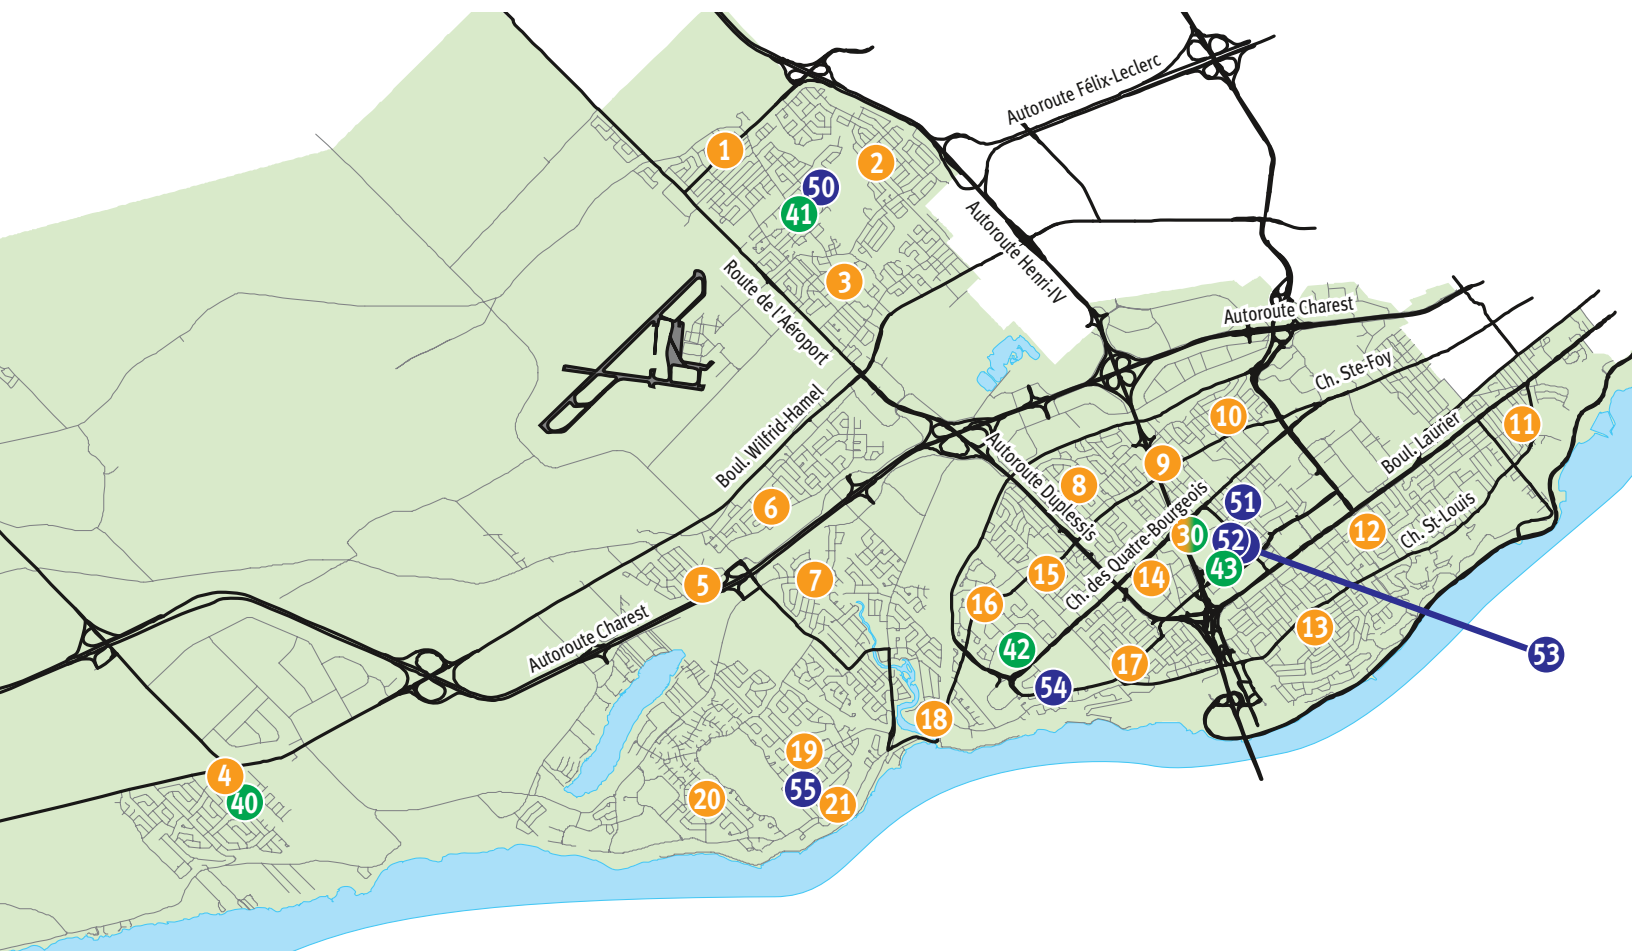 Autoroute Félix-Leclerc
1
2
50
41
Autoroute Henri-IV
3
Route de l'Aéroport
Autoroute Charest
Ch. Ste-Foy
Boul. Wilfrid-Hamel
10
11
Boul. Laurier
9
8
Autoroute Duplessis
51
6
Ch. des Quatre-Bourgeois
30
52
12
Ch. St-Louis
43
5
7
15
14
16
Autoroute Charest
13
42
17
53
54
18
19
4
55
40
20
21